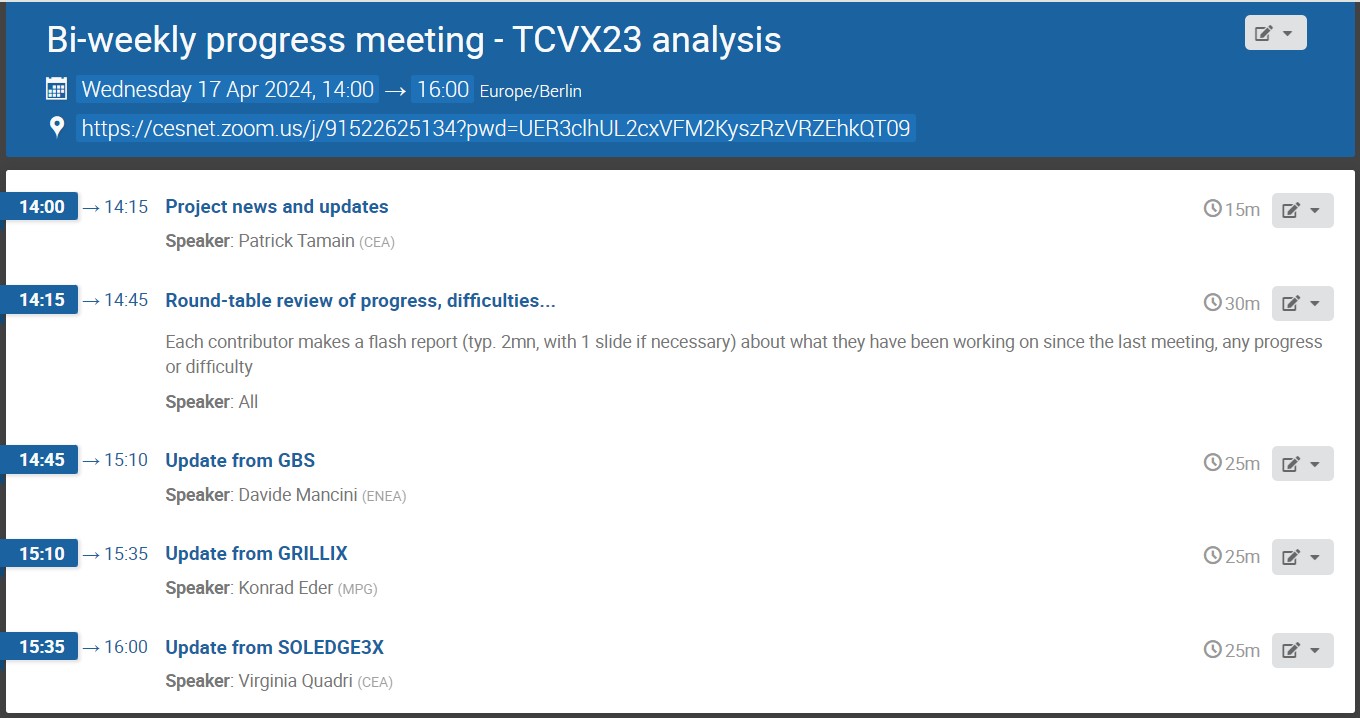 Bi-weekly progress meeting - TCVX23 analysis
Wednesday 17 Apr 2024, 14:00 → 16:00 Europe/Berlin
https://cesnet.zoom.us/j/91522625134?pwd=UER3clhUL2cxVFM2KyszRzVRZEhkQT09
14:00 → 14:15 Project news and updates 15m
Speaker: Patrick Tamain (CEA)
14:15 → 14:45 Round-table review of progress, difficulties... 30m
Each contributor makes a flash report (typ. 2mn, with 1 slide if necessary) about what they have been working on since the last meeting, any progress
or difficulty
Speaker: All
14:45 → 15:10 Update from GBS 25m
Speaker: Davide Mancini (ENEA)
15:10 → 15:35 Update from GRILLIX 25m
Speaker: Konrad Eder (MPG)
15:35 → 16:00 Update from SOLEDGE3X 25m
Speaker: Virginia Quadri (CEA)